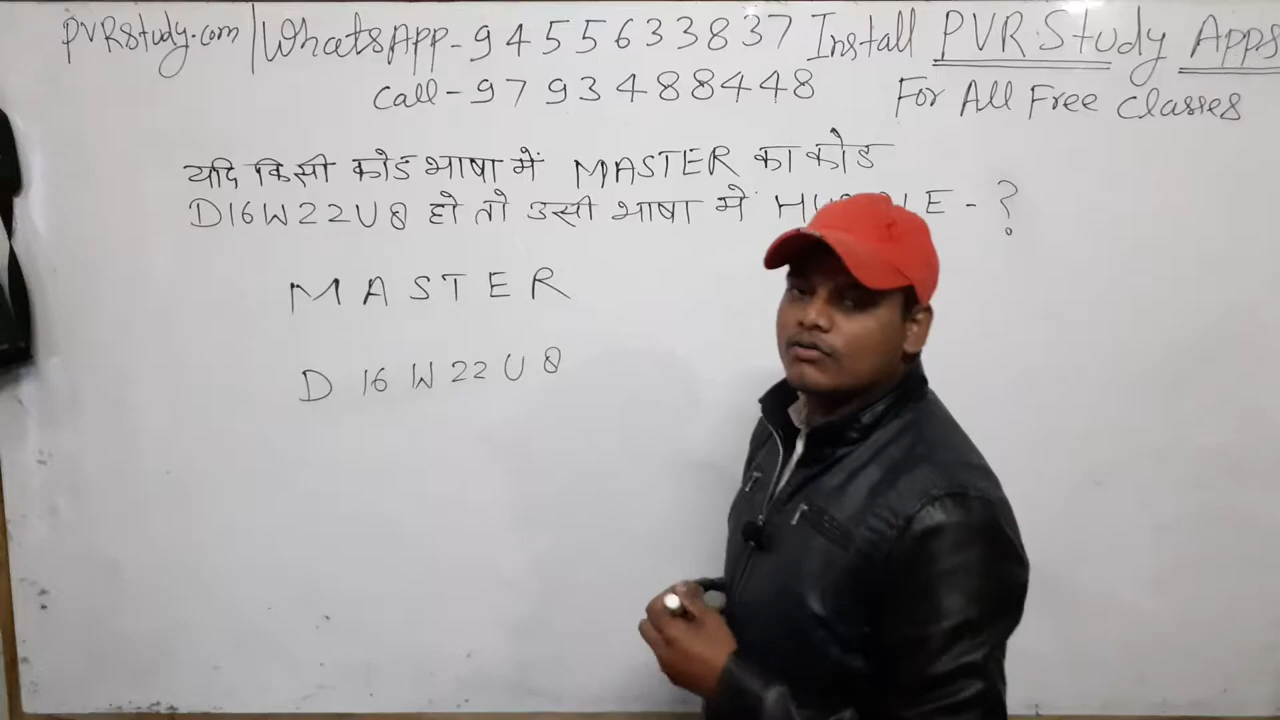 PVRStudy.com | WhatsApp - 9455633837 Install PVR Study Apps
Call - 9793488448 For All Free Classes
यदि किसी कोड भाषा में MASTER का कोड
D16W22U8 हो तो उसी भाषा में - ?
MASTER
D 16 W 22 U 8